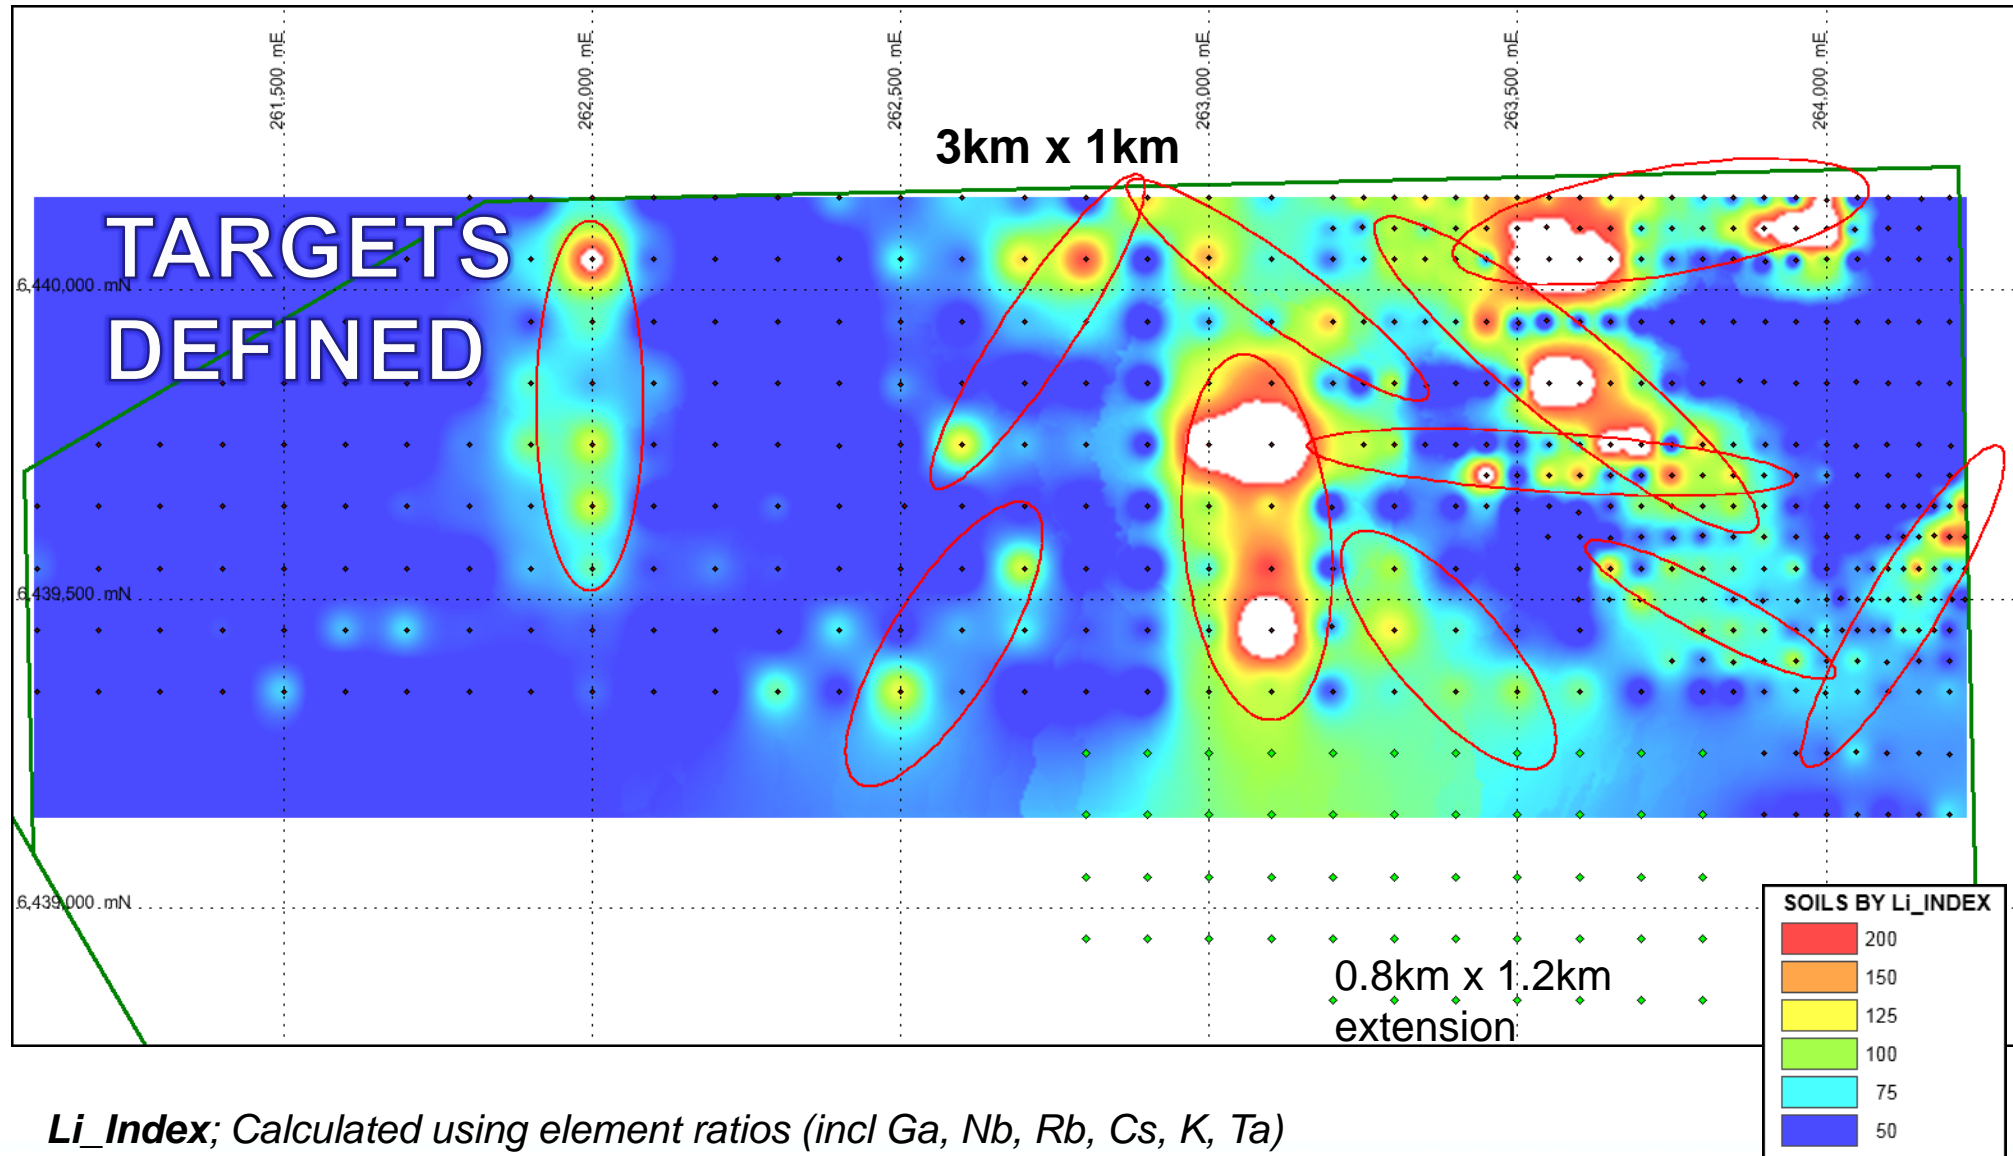 261,500 mE
262,000 mE
262,500 mE
263,000 mE
263,500 mE
264,000 mE
3km x 1km
TARGETS
DEFINED
6,440,000 mN
6,439,500 mN
6,439,000 mN
0.8km x 1.2km
extension
SOILS BY Li_INDEX
200
150
125
100
75
50
Li_Index; Calculated using element ratios (incl Ga, Nb, Rb, Cs, K, Ta)